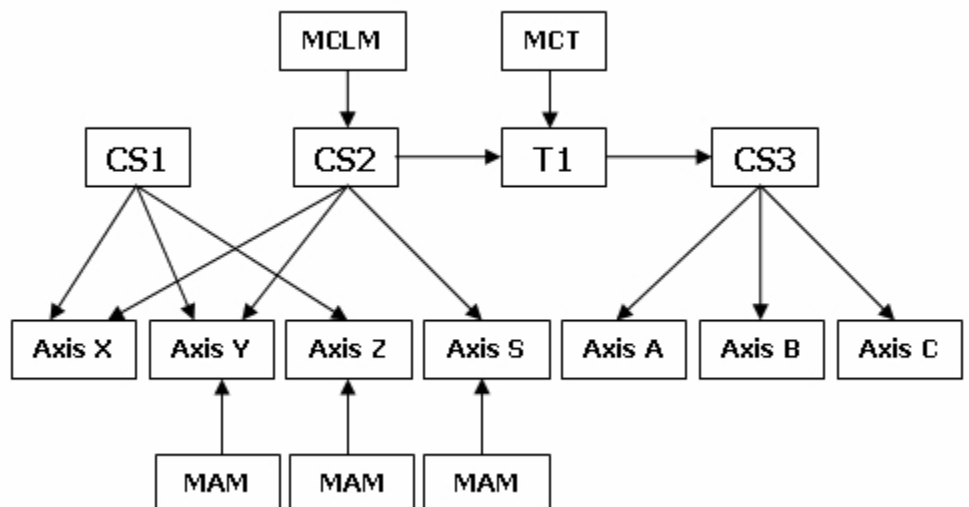 MCLM
MCT
CS1
CS2
T1
CS3
Axis X
Axis Y
Axis Z
Axis S
Axis A
Axis B
Axis C
MAM
MAM
MAM